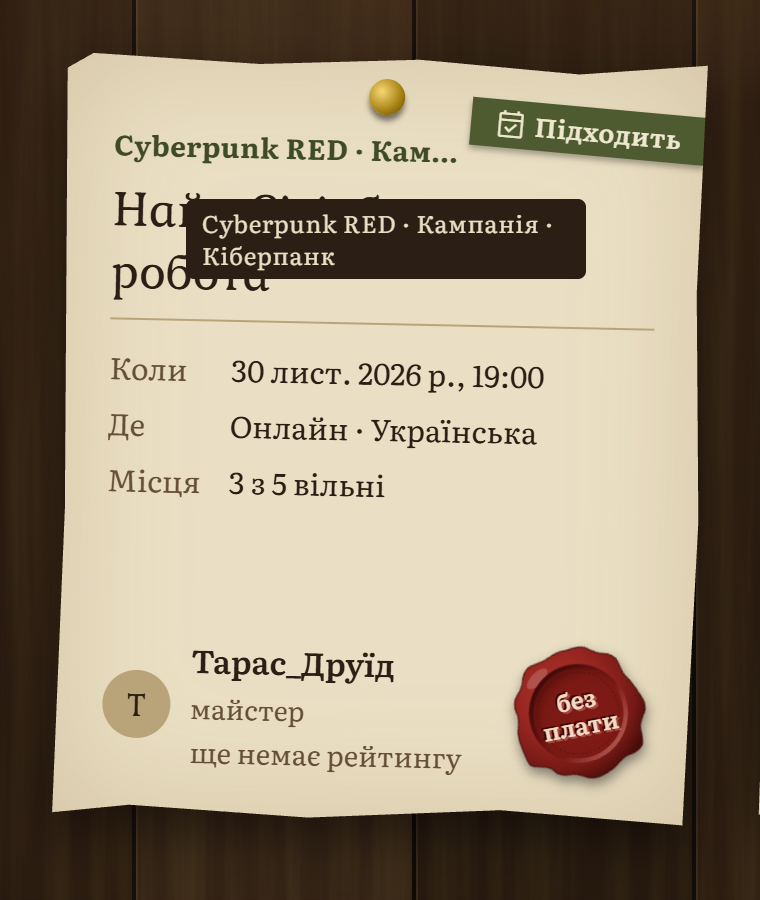 Cyberpunk RED · Кам...
Підходить
Cyberpunk RED · Кампанія ·
Кіберпанк
робота
Коли 30 лист. 2026 р., 19:00
Де Онлайн · Українська
Місця 3 з 5 вільні
Тарас_Друїд
Т
майстер
ще немає рейтингу
без
плати